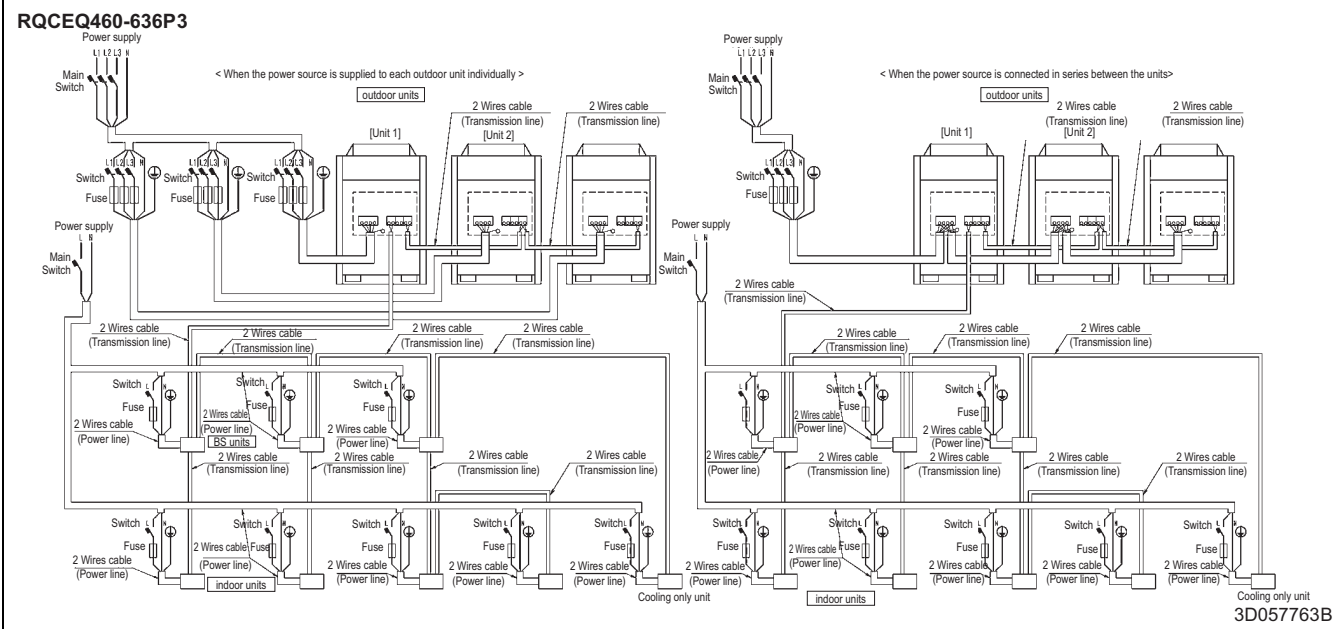 RQCEQ460-636P3
Power supply
L1 L2 L3 N
Main
Switch
< When the power source is supplied to each outdoor unit individually >
outdoor units
2 Wires cable
(Transmission line)
2 Wires cable
(Transmission line)
[Unit 1]
[Unit 2]
L1 L2 L3 N
Switch
Fuse
L1 L2 L3 N
Switch
Fuse
L1 L2 L3 N
Switch
Fuse
Power supply
L N
Main
Switch
2 Wires cable
(Transmission line)
2 Wires cable
(Transmission line)
2 Wires cable
(Transmission line)
2 Wires cable
(Transmission line)
Switch L N
Fuse
Switch L N
Fuse
Switch L N
Fuse
2 Wires cable
(Power line)
2 Wires cable
(Power line)
2 Wires cable
(Power line)
BS units
2 Wires cable
(Transmission line)
2 Wires cable
(Transmission line)
2 Wires cable
(Transmission line)
2 Wires cable
(Transmission line)
Switch L N
Fuse
Switch L N
Fuse
Switch L N
Fuse
Switch L N
Fuse
Switch L N
Fuse
2 Wires cable
(Power line)
2 Wires cable
(Power line)
2 Wires cable
(Power line)
2 Wires cable
(Power line)
2 Wires cable
(Power line)
indoor units
Cooling only unit
Power supply
L1 L2 L3 N
Main
Switch
< When the power source is connected in series between the units>
outdoor units
2 Wires cable
(Transmission line)
2 Wires cable
(Transmission line)
[Unit 1]
[Unit 2]
L1 L2 L3 N
Switch
Fuse
Power supply
L N
Main
Switch
2 Wires cable
(Transmission line)
2 Wires cable
(Transmission line)
2 Wires cable
(Transmission line)
2 Wires cable
(Transmission line)
L N
Switch L N
Fuse
Switch L N
Fuse
2 Wires cable
(Power line)
2 Wires cable
(Power line)
2 Wires cable
(Power line)
2 Wires cable
(Transmission line)
2 Wires cable
(Transmission line)
2 Wires cable
(Transmission line)
2 Wires cable
(Transmission line)
Switch L N
Fuse
Switch L N
Fuse
Switch L N
Fuse
Switch L N
Fuse
Switch L N
Fuse
2 Wires cable
(Power line)
2 Wires cable
(Power line)
2 Wires cable
(Power line)
2 Wires cable
(Power line)
2 Wires cable
(Power line)
indoor units
Cooling only unit
3D057763B